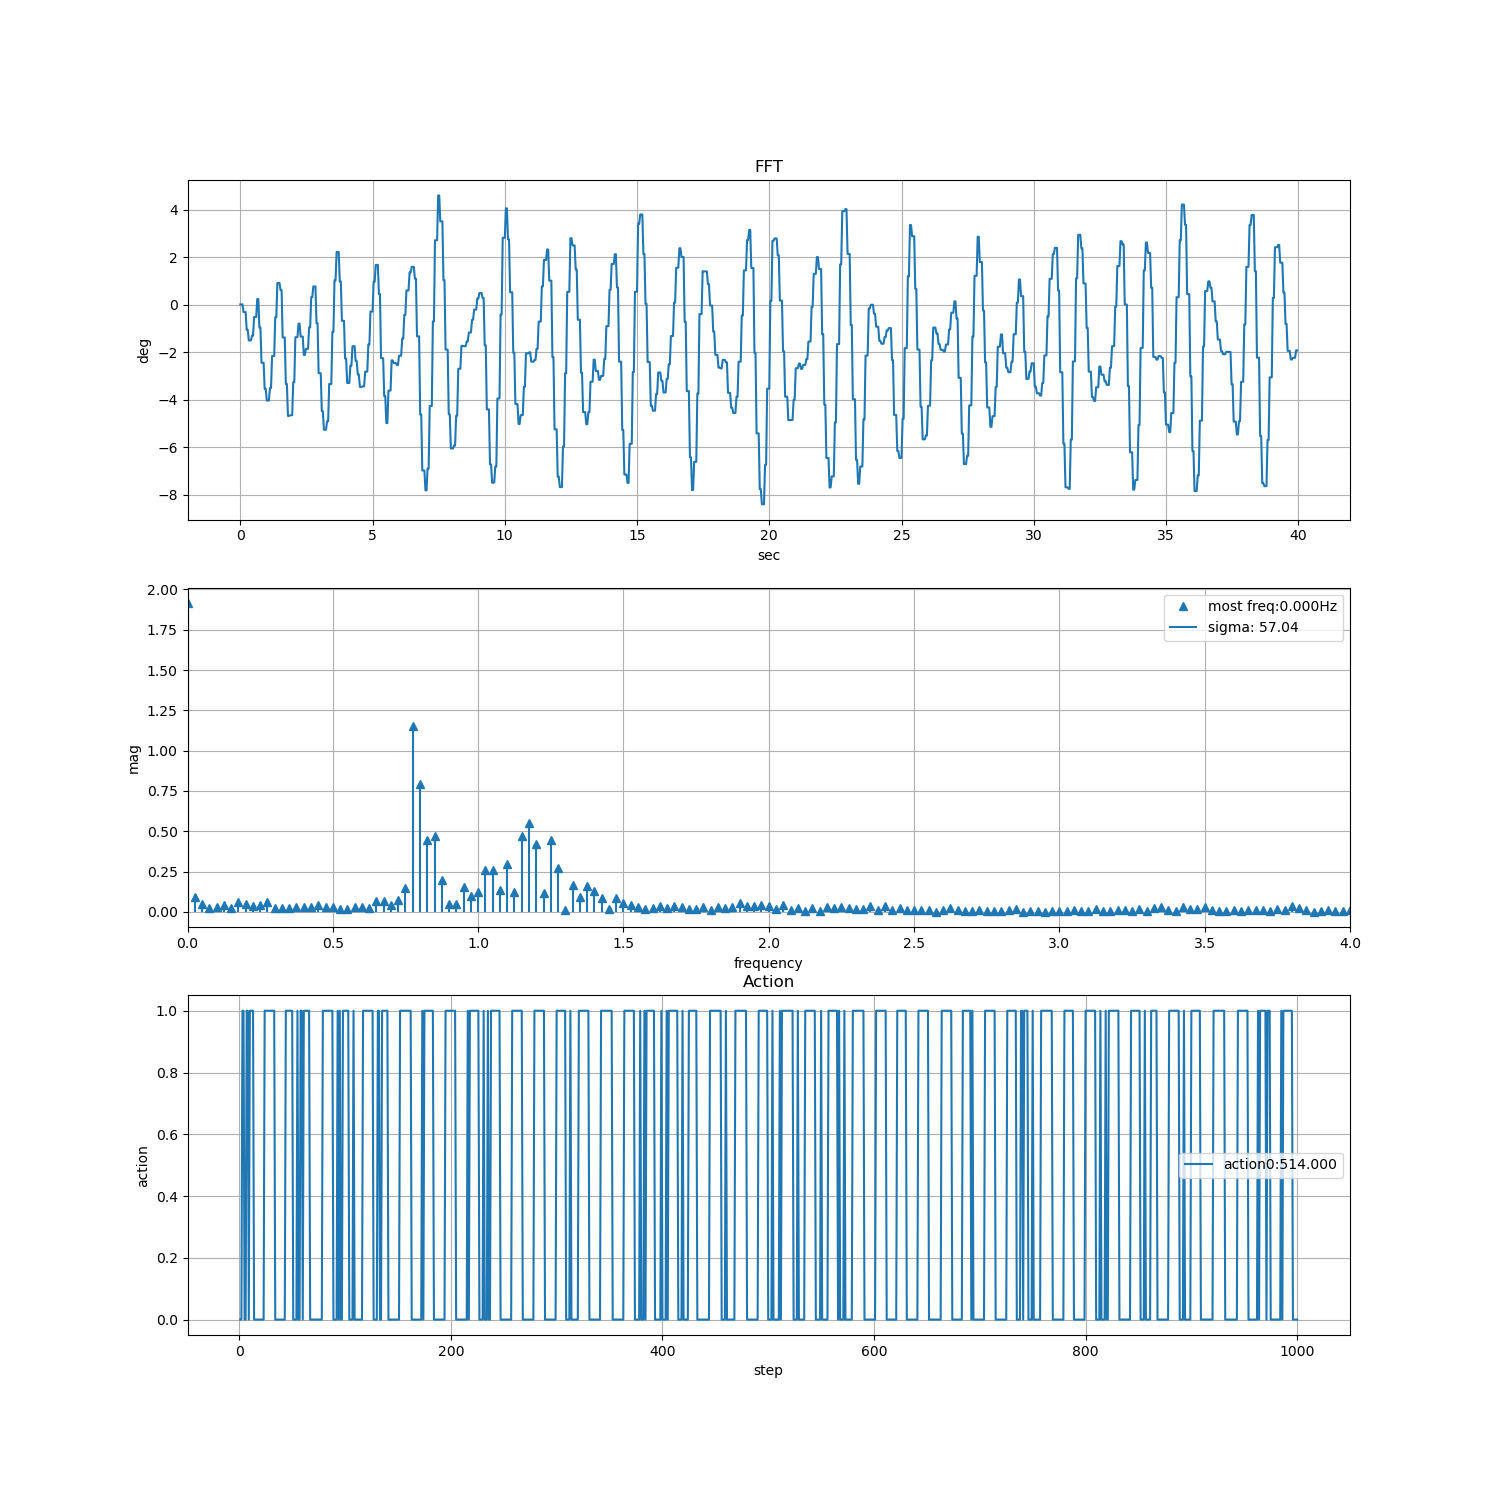 FFT
4
2
0
−2
−4
−6
−8
deg
0 5 10 15 20 25 30 35 40
sec
2.00
1.75
1.50
1.25
1.00
0.75
0.50
0.25
0.00
mag
most freq:0.000Hz
sigma: 57.04
0.0 0.5 1.0 1.5 2.0 2.5 3.0 3.5 4.0
frequency
Action
1.0
0.8
0.6
0.4
0.2
0.0
action
action0:514.000
0 200 400 600 800 1000
step